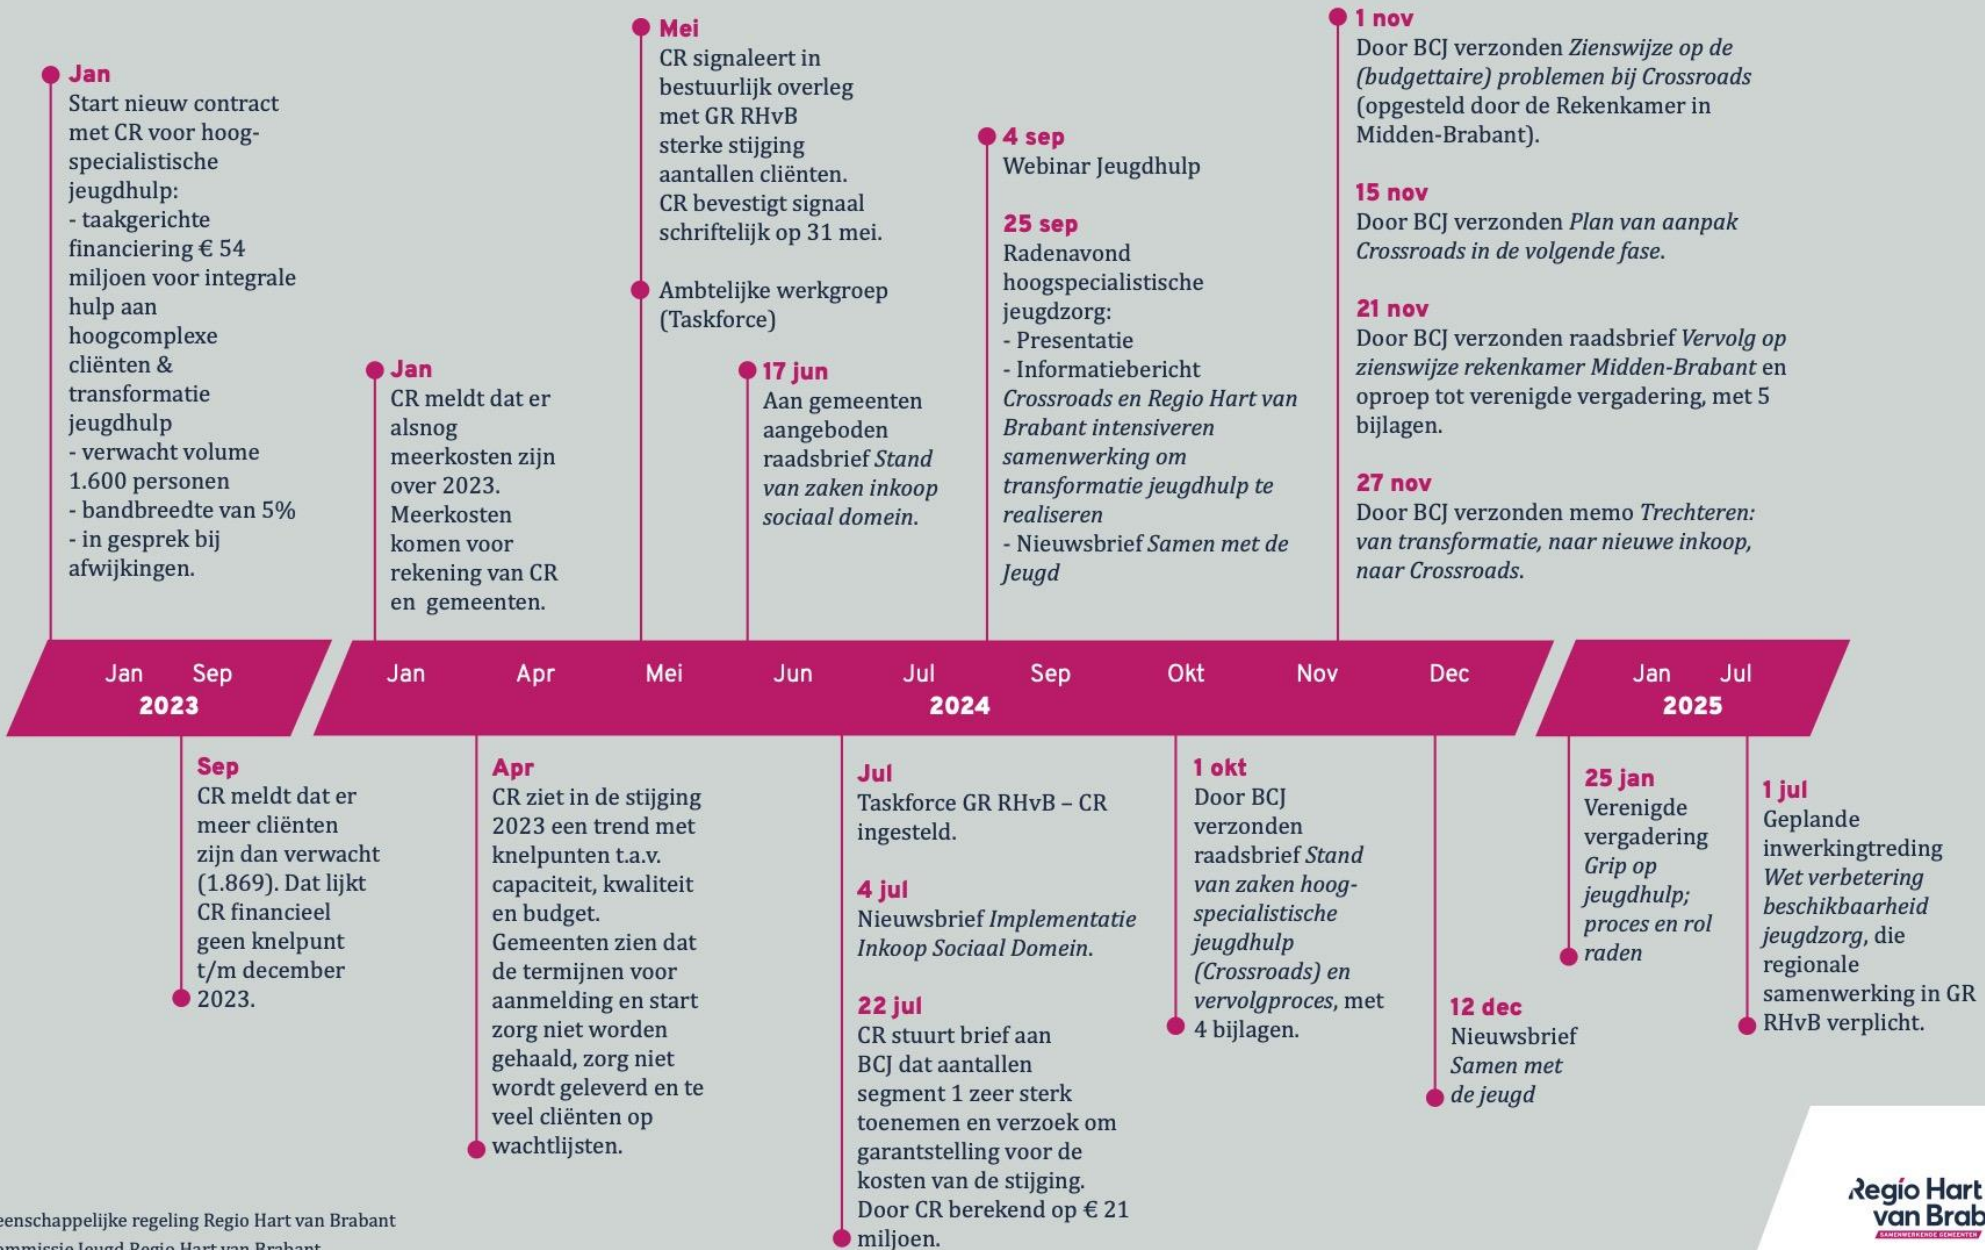 Jan
Start nieuw contract
met CR voor hoog-
specialistische
jeugdhulp:
- taakgerichte
financiering € 54
miljoen voor integrale
hulp aan
hoogcomplexe
cliënten &
transformatie
jeugdhulp
- verwacht volume
1.600 personen
- bandbreedte van 5%
- in gesprek bij
afwijkingen.
Jan
CR meldt dat er
alsnog
meerkosten zijn
over 2023.
Meerkosten
komen voor
rekening van CR
en gemeenten.
Mei
CR signaleert in
bestuurlijk overleg
met GR RHvB
sterke stijging
aantallen cliënten.
CR bevestigt signaal
schriftelijk op 31 mei.
Ambtelijke werkgroep
(Taskforce)
17 jun
Aan gemeenten
aangeboden
raadsbrief Stand
van zaken inkoop
sociaal domein.
4 sep
Webinar Jeugdhulp
25 sep
Radenavond
hoogspecialistische
jeugdzorg:
- Presentatie
- Informatiebericht
Crossroads en Regio Hart van
Brabant intensiveren
samenwerking om
transformatie jeugdhulp te
realiseren
- Nieuwsbrief Samen met de
Jeugd
1 nov
Door BCJ verzonden Zienswijze op de
(budgettaire) problemen bij Crossroads
(opgesteld door de Rekenkamer in
Midden-Brabant).
15 nov
Door BCJ verzonden Plan van aanpak
Crossroads in de volgende fase.
21 nov
Door BCJ verzonden raadsbrief Vervolg op
zienswijze rekenkamer Midden-Brabant en
oproep tot verenigde vergadering, met 5
bijlagen.
27 nov
Door BCJ verzonden memo Trechteren:
van transformatie, naar nieuwe inkoop,
naar Crossroads.
Jan Sep
2023
Jan Apr Mei Jun Jul Sep Okt Nov Dec
2024
Jan Jul
2025
Sep
CR meldt dat er
meer cliënten
zijn dan verwacht
(1.869). Dat lijkt
CR financieel
geen knelpunt
t/m december
2023.
Apr
CR ziet in de stijging
2023 een trend met
knelpunten t.a.v.
capaciteit, kwaliteit
en budget.
Gemeenten zien dat
de termijnen voor
aanmelding en start
zorg niet worden
gehaald, zorg niet
wordt geleverd en te
veel cliënten op
wachtlijsten.
Jul
Taskforce GR RHvB – CR
ingesteld.
4 jul
Nieuwsbrief Implementatie
Inkoop Sociaal Domein.
22 jul
CR stuurt brief aan
BCJ dat aantallen
segment 1 zeer sterk
toenemen en verzoek om
garantstelling voor de
kosten van de stijging.
Door CR berekend op € 21
miljoen.
1 okt
Door BCJ
verzonden
raadsbrief Stand
van zaken hoog-
specialistische
jeugdhulp
(Crossroads) en
vervolgproces, met
4 bijlagen.
12 dec
Nieuwsbrief
Samen met
de jeugd
25 jan
Verenigde
vergadering
Grip op
jeugdhulp;
proces en rol
raden
1 jul
Geplande
inwerkingtreding
Wet verbetering
beschikbaarheid
jeugdzorg, die
regionale
samenwerking in GR
RHvB verplicht.
eenschappelijke regeling Regio Hart van Brabant
ommissie Jeugd Regio Hart van Brabant
Regio Hart
van Brab
SAMENWERKENDE GEMEENTEN